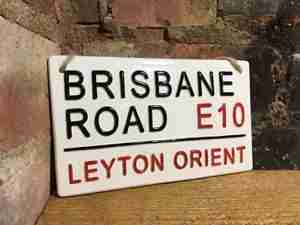 BRISBANE
ROAD E10
LEYTON ORIENT